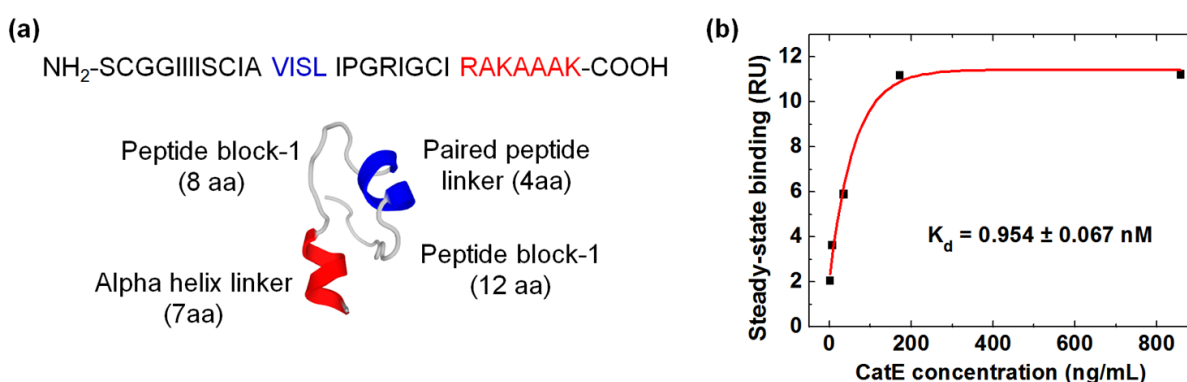 (a)
NH2-SCGGIIIISCIA VISL IPGRIGCI RAKAAAK-COOH
Peptide block-1
(8 aa)
Paired peptide
linker (4aa)
Alpha helix linker
(7aa)
Peptide block-1
(12 aa)
(b)
Steady-state binding (RU)
12
10
8
6
4
2
0
Kd = 0.954 ± 0.067 nM
0 200 400 600 800
CatE concentration (ng/mL)